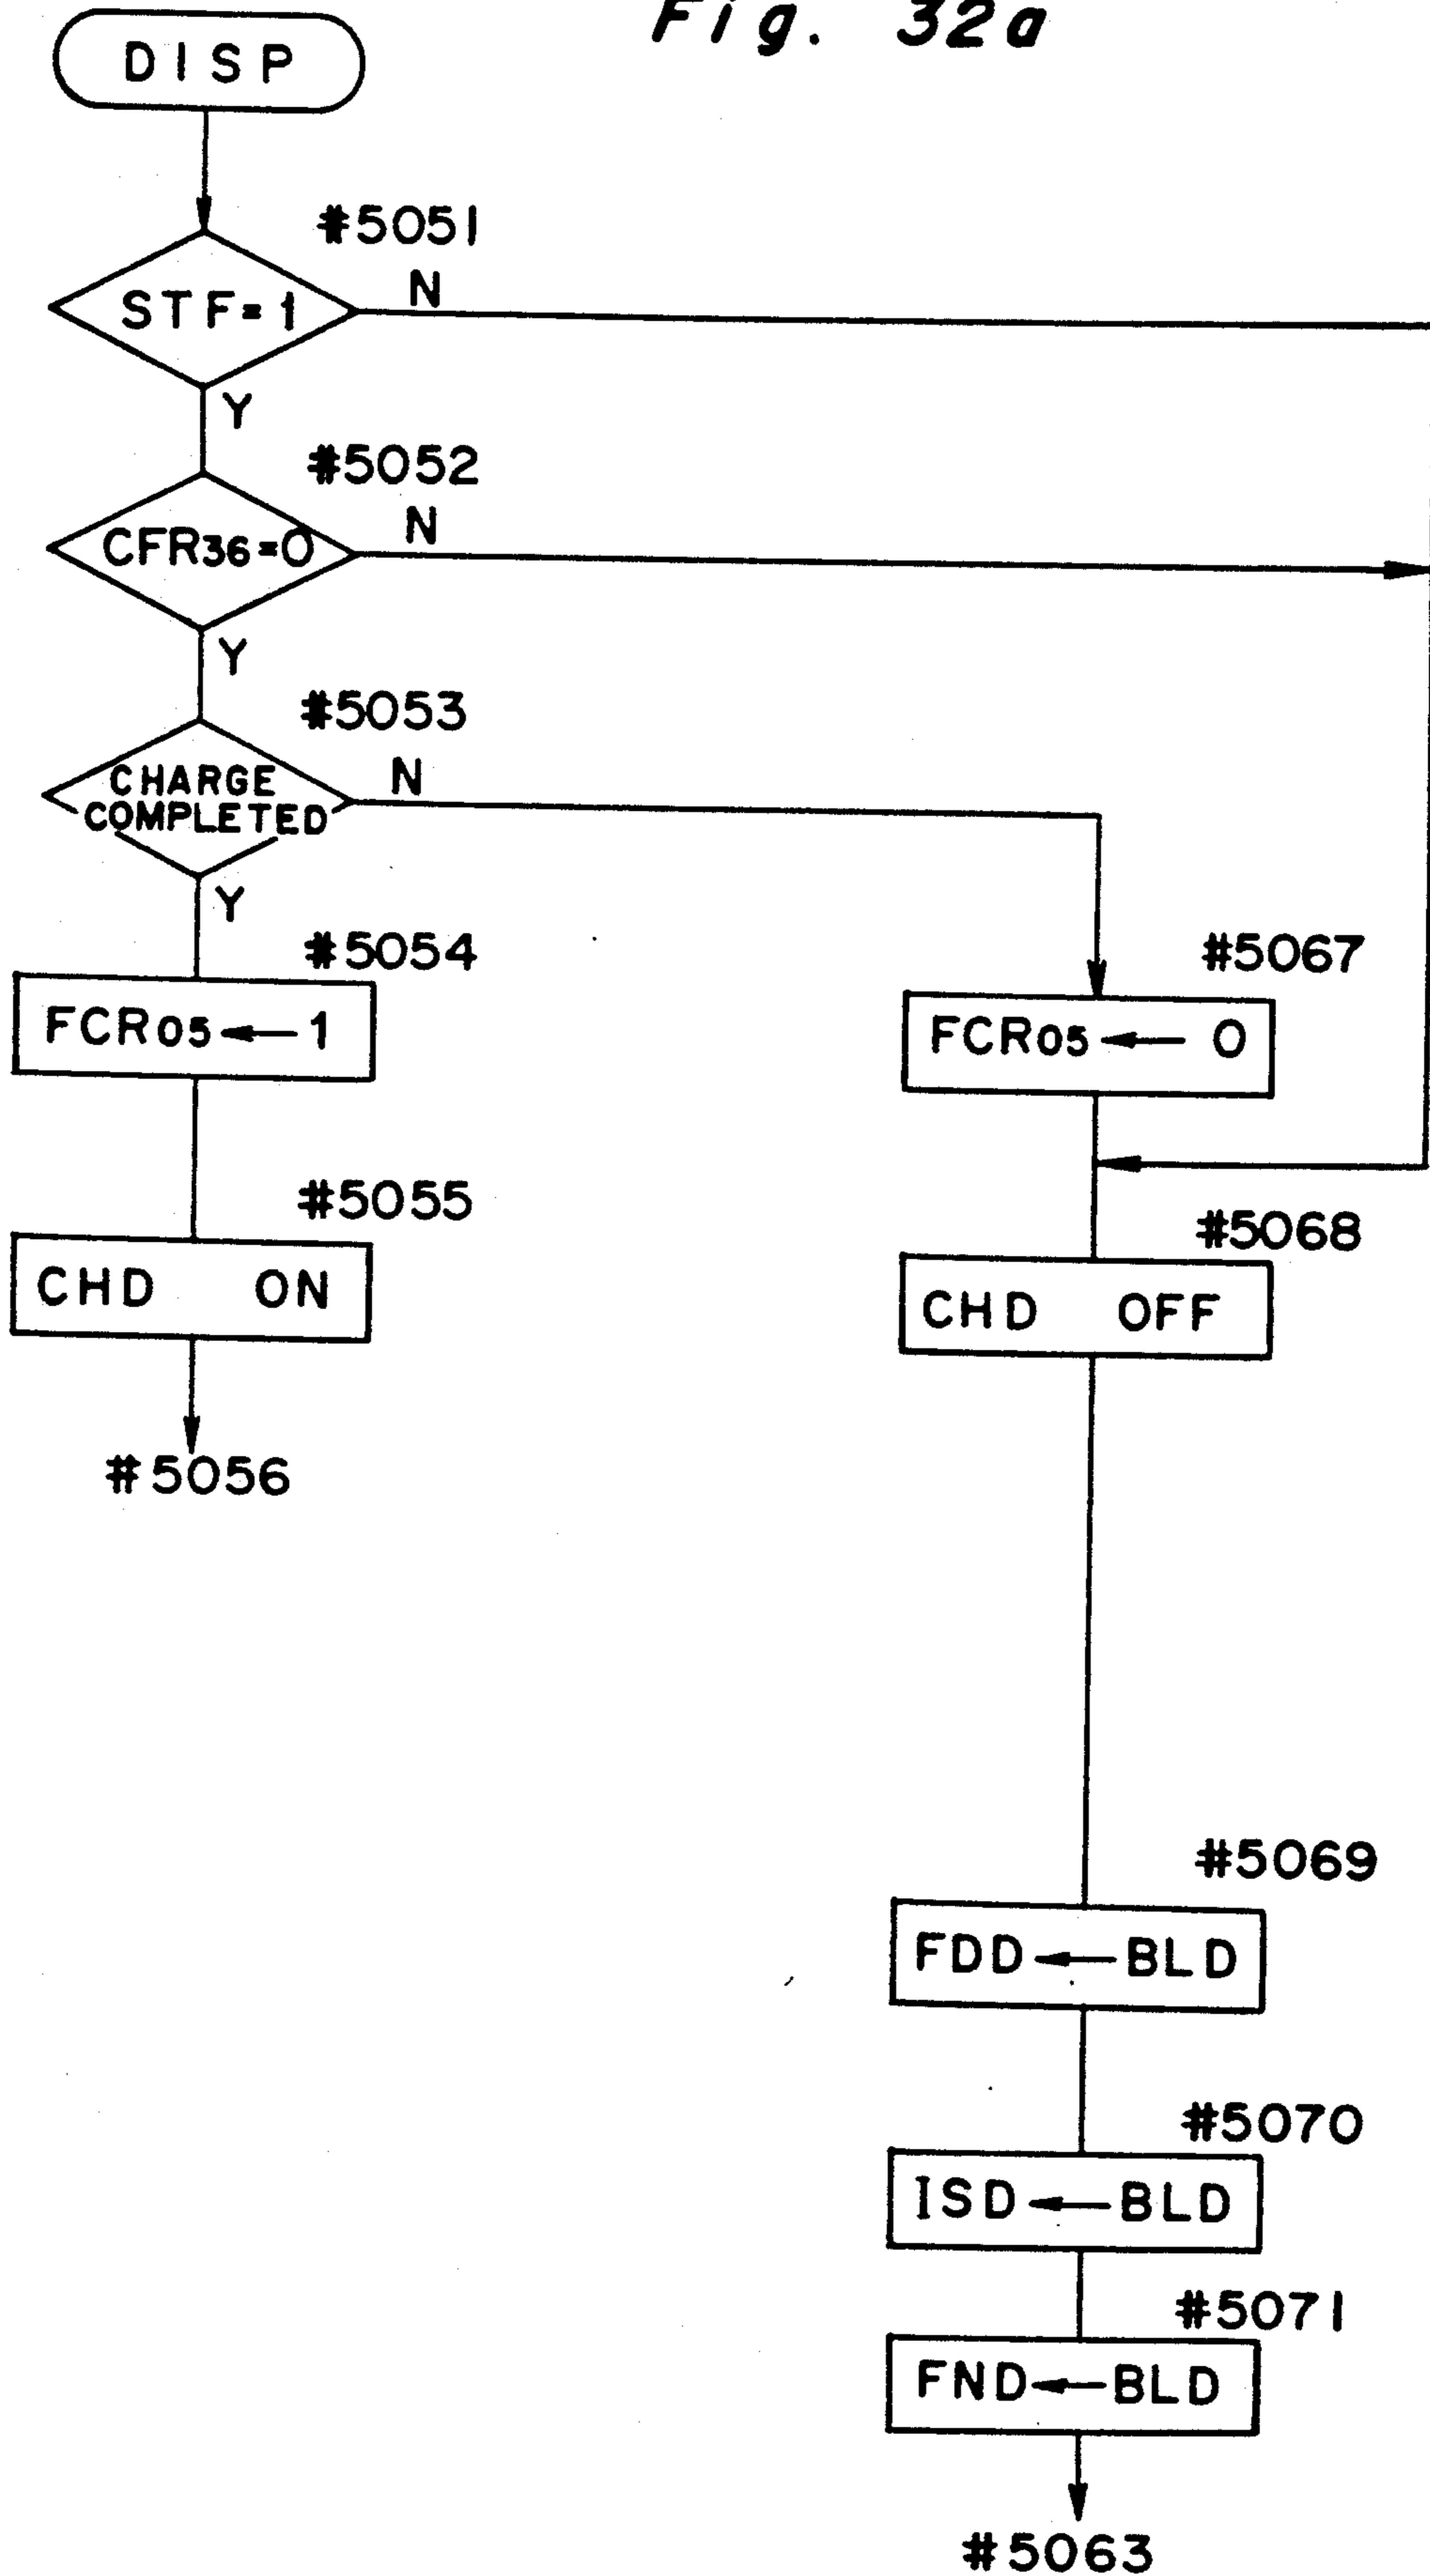 Fig. 32a
DISP
#5051
STF=1
N
Y
#5052
CFR36=0
N
Y
#5053
CHARGE
COMPLETED
N
Y
#5054
FCR05←1
#5055
CHD ON
#5056
#5067
FCR05←0
#5068
CHD OFF
#5069
FDD←BLD
#5070
ISD←BLD
#5071
FND←BLD
#5063